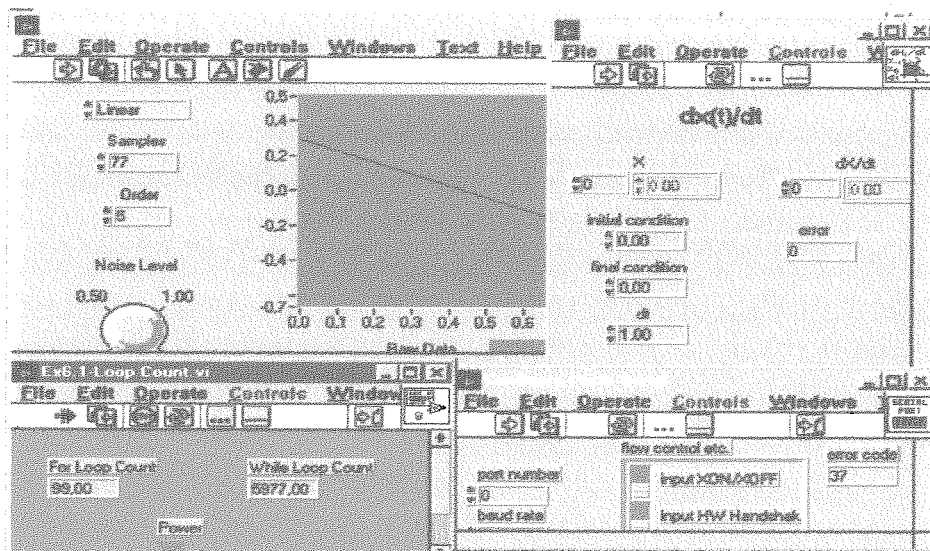 File Edit Operate Controls Windows Text Help
Linear
Samples
77
Order
6
Noise Level
0.50 1.00
0.5
0.4
0.2
0.0
-0.2
-0.4
-0.7
0.0 0.1 0.2 0.3 0.4 0.5 0.6
Raw Data
File Edit Operate Controls W
dx(t)/dt
X
0 0.00
dX/dt
0 0.00
initial condition
0.00
error
0
final condition
0.00
dt
1.00
Ex6.1-Loop Count.vi
File Edit Operate Controls Window
For Loop Count
99.00
While Loop Count
5977.00
Power
File Edit Operate Controls Windows
SERIAL
PORT
port number
0
baud rate
flow control etc.
input XON/XOFF
input HW Handshak
error code
37